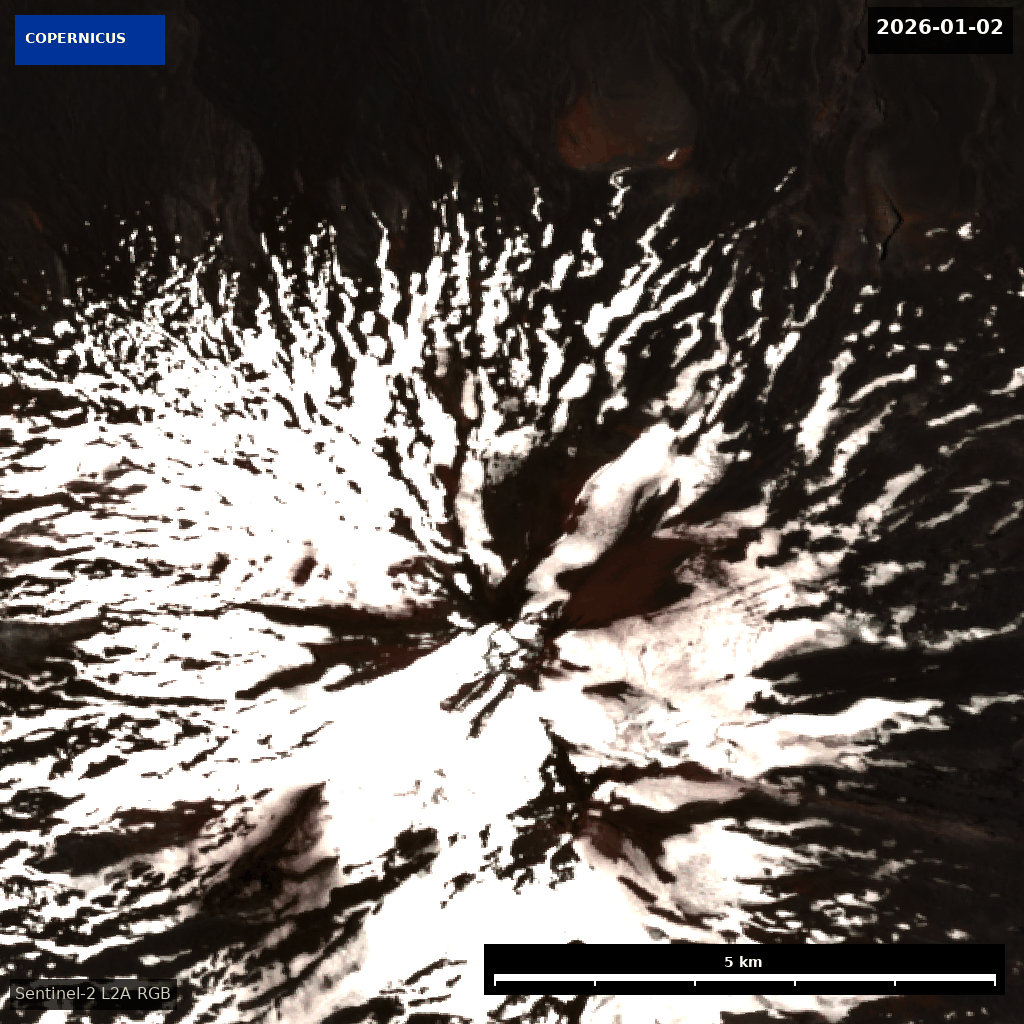 COPERNICUS
2026-01-02
5 km
Sentinel-2 L2A RGB